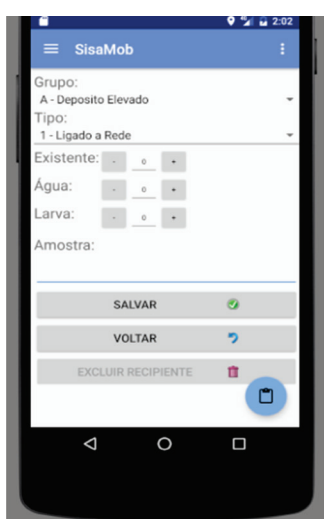 4G 2:02
SisaMob
Grupo:
A - Deposito Elevado
Tipo:
1 - Ligado a Rede
Existente: - 0 +
Água: - 0 +
Larva: - 0 +
Amostra:
SALVAR
VOLTAR
EXCLUIR RECIPIENTE